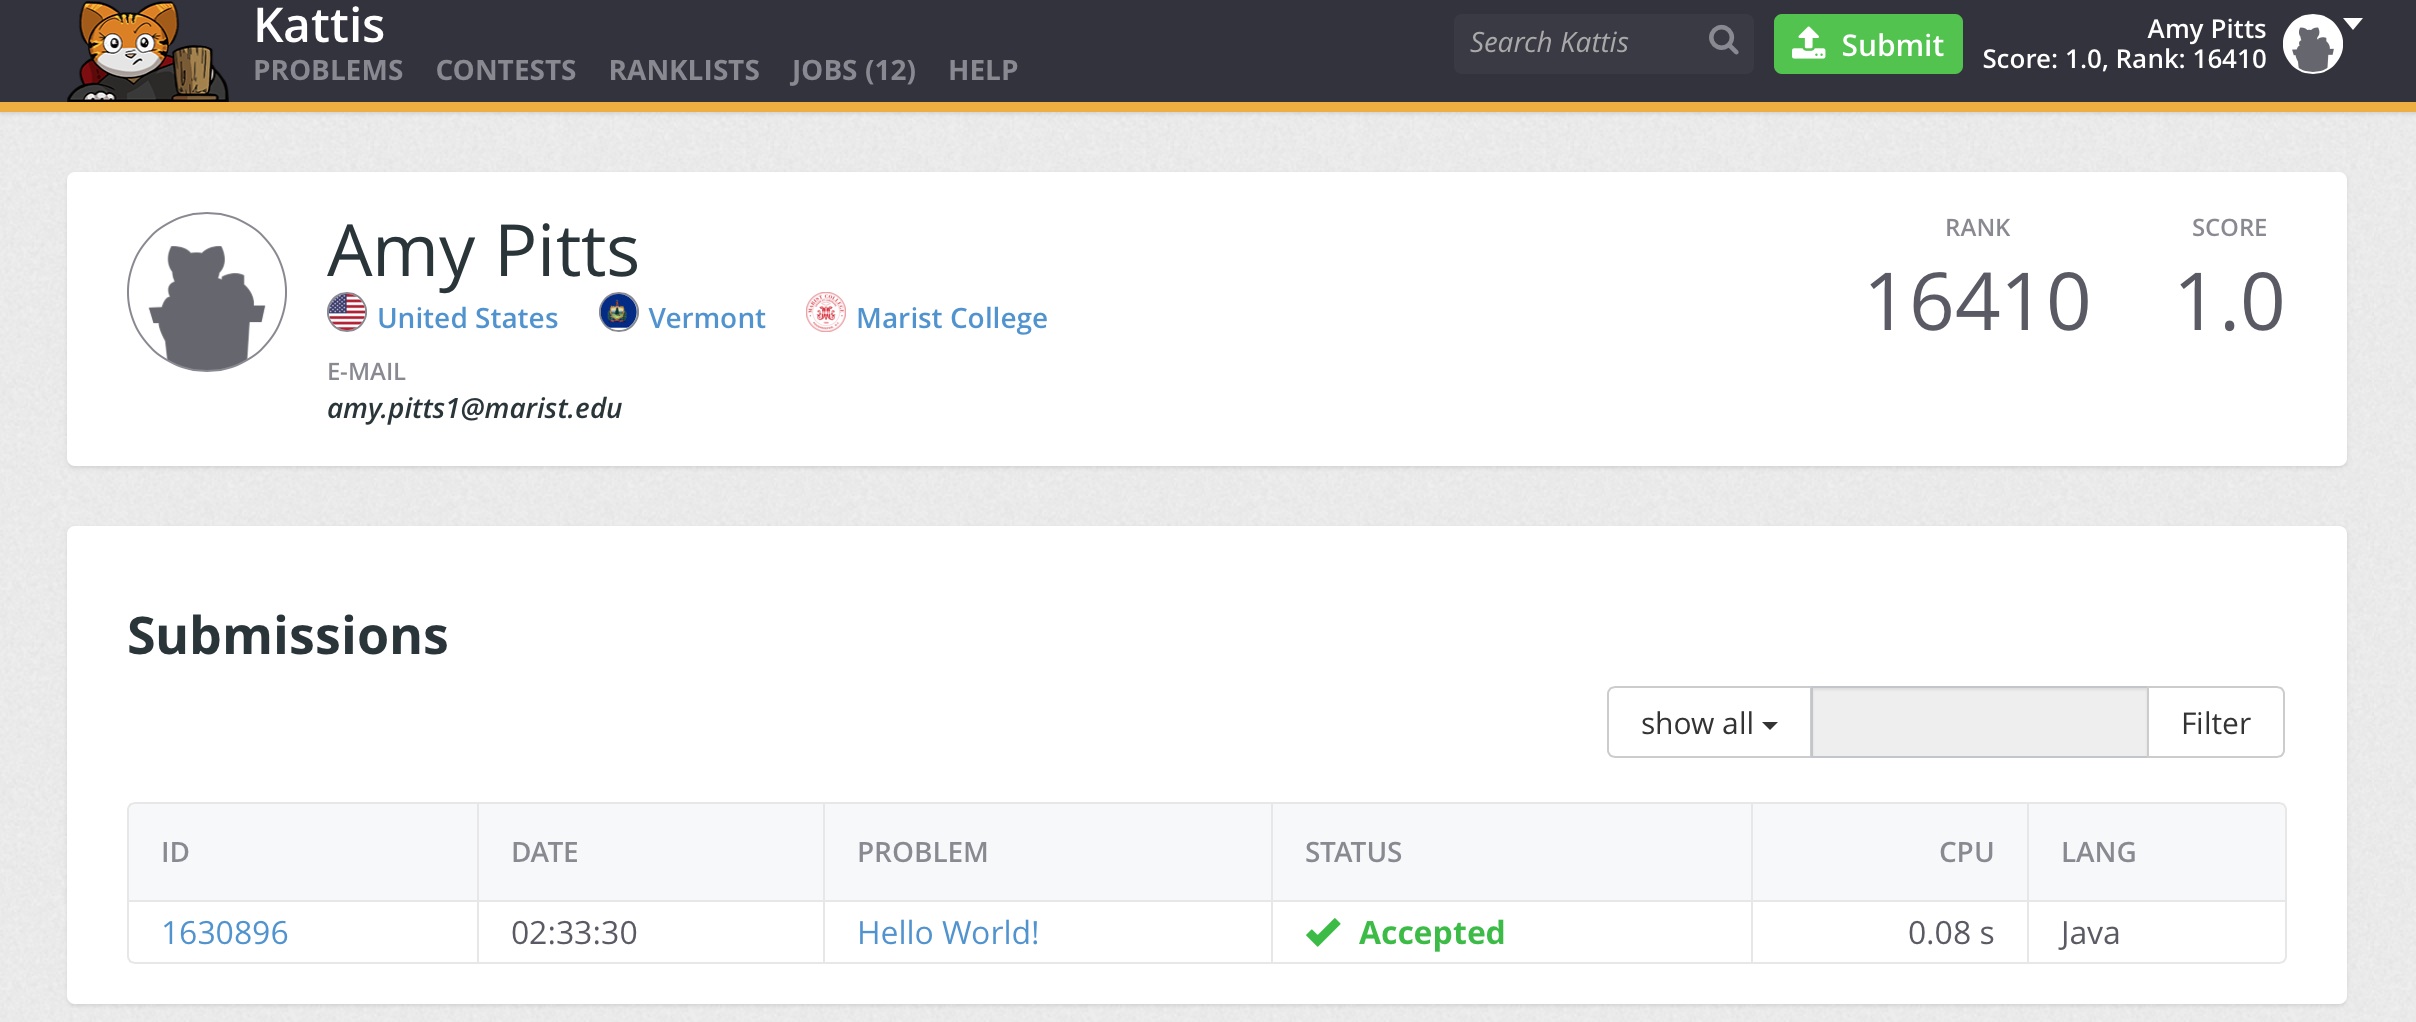 Kattis
PROBLEMS CONTESTS RANKLISTS JOBS (12) HELP
Search Kattis
Submit
Amy Pitts
Score: 1.0, Rank: 16410
Amy Pitts
United States Vermont Marist College
E-MAIL
amy.pitts1@marist.edu
RANK SCORE
16410 1.0
Submissions
show all Filter
ID DATE PROBLEM STATUS CPU LANG
1630896 02:33:30 Hello World! Accepted 0.08 s Java